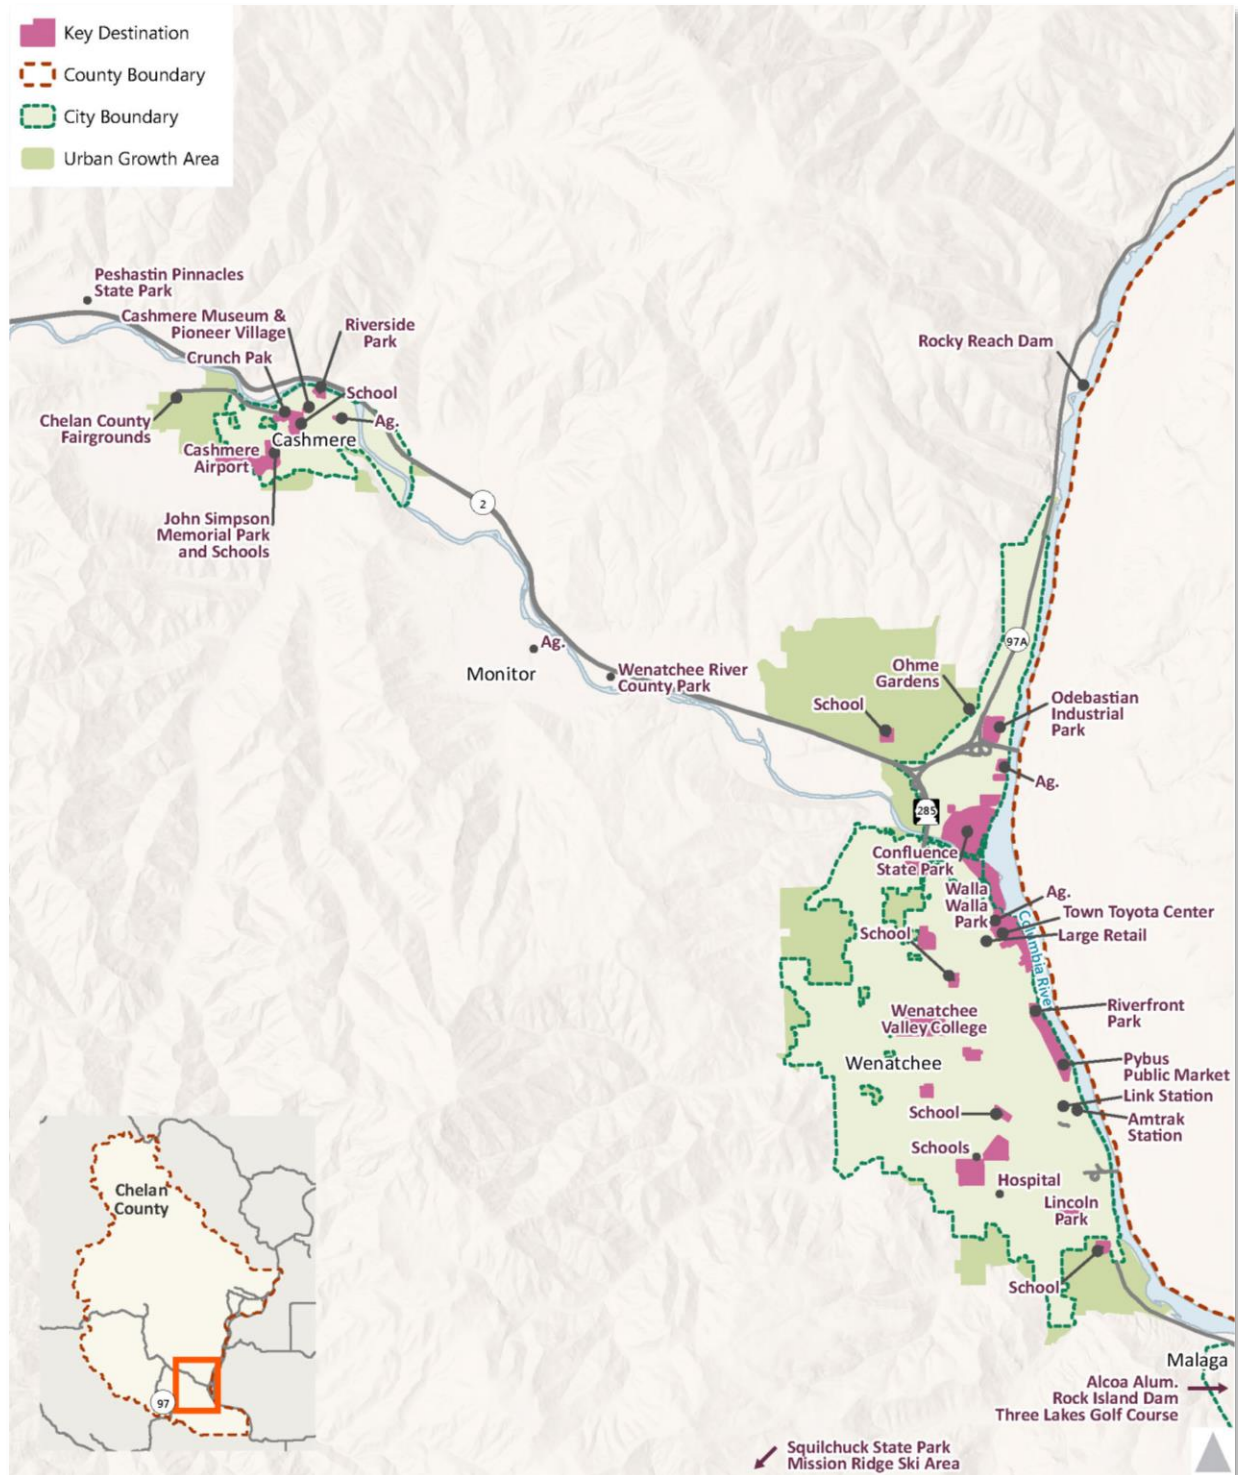 Key Destination
County Boundary
City Boundary
Urban Growth Area
Peshastin Pinnacles
State Park
Cashmere Museum &
Pioneer Village
Riverside
Park
Crunch Pak
School
Chelan County
Fairgrounds
Ag.
Cashmere
Cashmere
Airport
John Simpson
Memorial Park
and Schools
2
Rocky Reach Dam
Ag.
Monitor
Wenatchee River
County Park
97A
Ohme
Gardens
School
Odebastian
Industrial
Park
Ag.
285
Confluence
State Park
Walla
Walla
Park
Ag.
Town Toyota Center
Large Retail
School
Columbia River
Wenatchee
Valley College
Riverfront
Park
Wenatchee
Pybus
Public Market
Link Station
Amtrak
Station
School
Schools
Hospital
Lincoln
Park
School
Malaga
Alcoa Alum.
Rock Island Dam
Three Lakes Golf Course
Squilchuck State Park
Mission Ridge Ski Area
Chelan
County
97